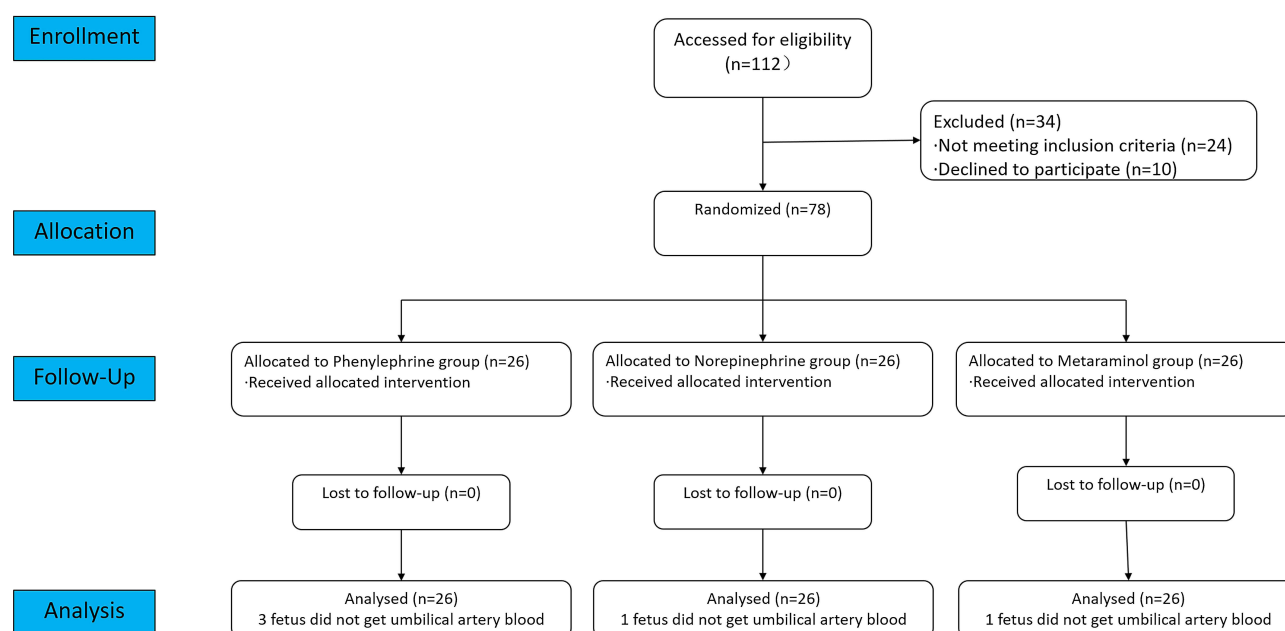 Enrollment
Accessed for eligibility
(n=112）
Excluded (n=34)
·Not meeting inclusion criteria (n=24)
·Declined to participate (n=10)
Allocation
Randomized (n=78)
Follow-Up
Allocated to Phenylephrine group (n=26)
·Received allocated intervention
Allocated to Norepinephrine group (n=26)
·Received allocated intervention
Allocated to Metaraminol group (n=26)
·Received allocated intervention
Lost to follow-up (n=0)
Lost to follow-up (n=0)
Lost to follow-up (n=0)
Analysis
Analysed (n=26)
3 fetus did not get umbilical artery blood
Analysed (n=26)
1 fetus did not get umbilical artery blood
Analysed (n=26)
1 fetus did not get umbilical artery blood